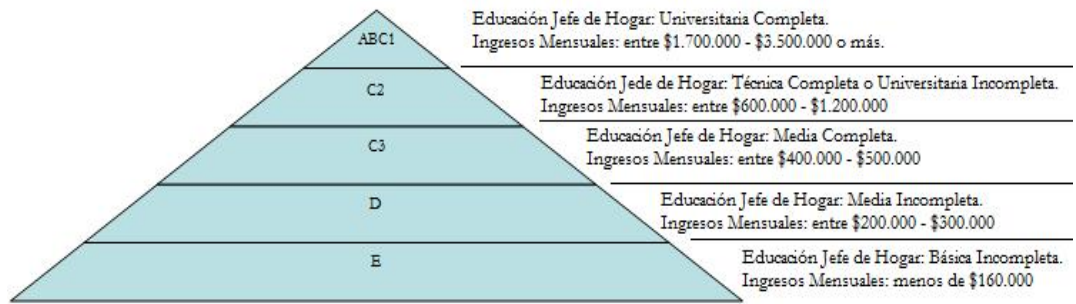 ABC1
Educación Jefe de Hogar: Universitaria Completa.
Ingresos Mensuales: entre $1.700.000 - $3.500.000 o más.
C2
Educación Jede de Hogar: Técnica Completa o Universitaria Incompleta.
Ingresos Mensuales: entre $600.000 - $1.200.000
C3
Educación Jefe de Hogar: Media Completa.
Ingresos Mensuales: entre $400.000 - $500.000
D
Educación Jefe de Hogar: Media Incompleta.
Ingresos Mensuales: entre $200.000 - $300.000
E
Educación Jefe de Hogar: Básica Incompleta.
Ingresos Mensuales: menos de $160.000